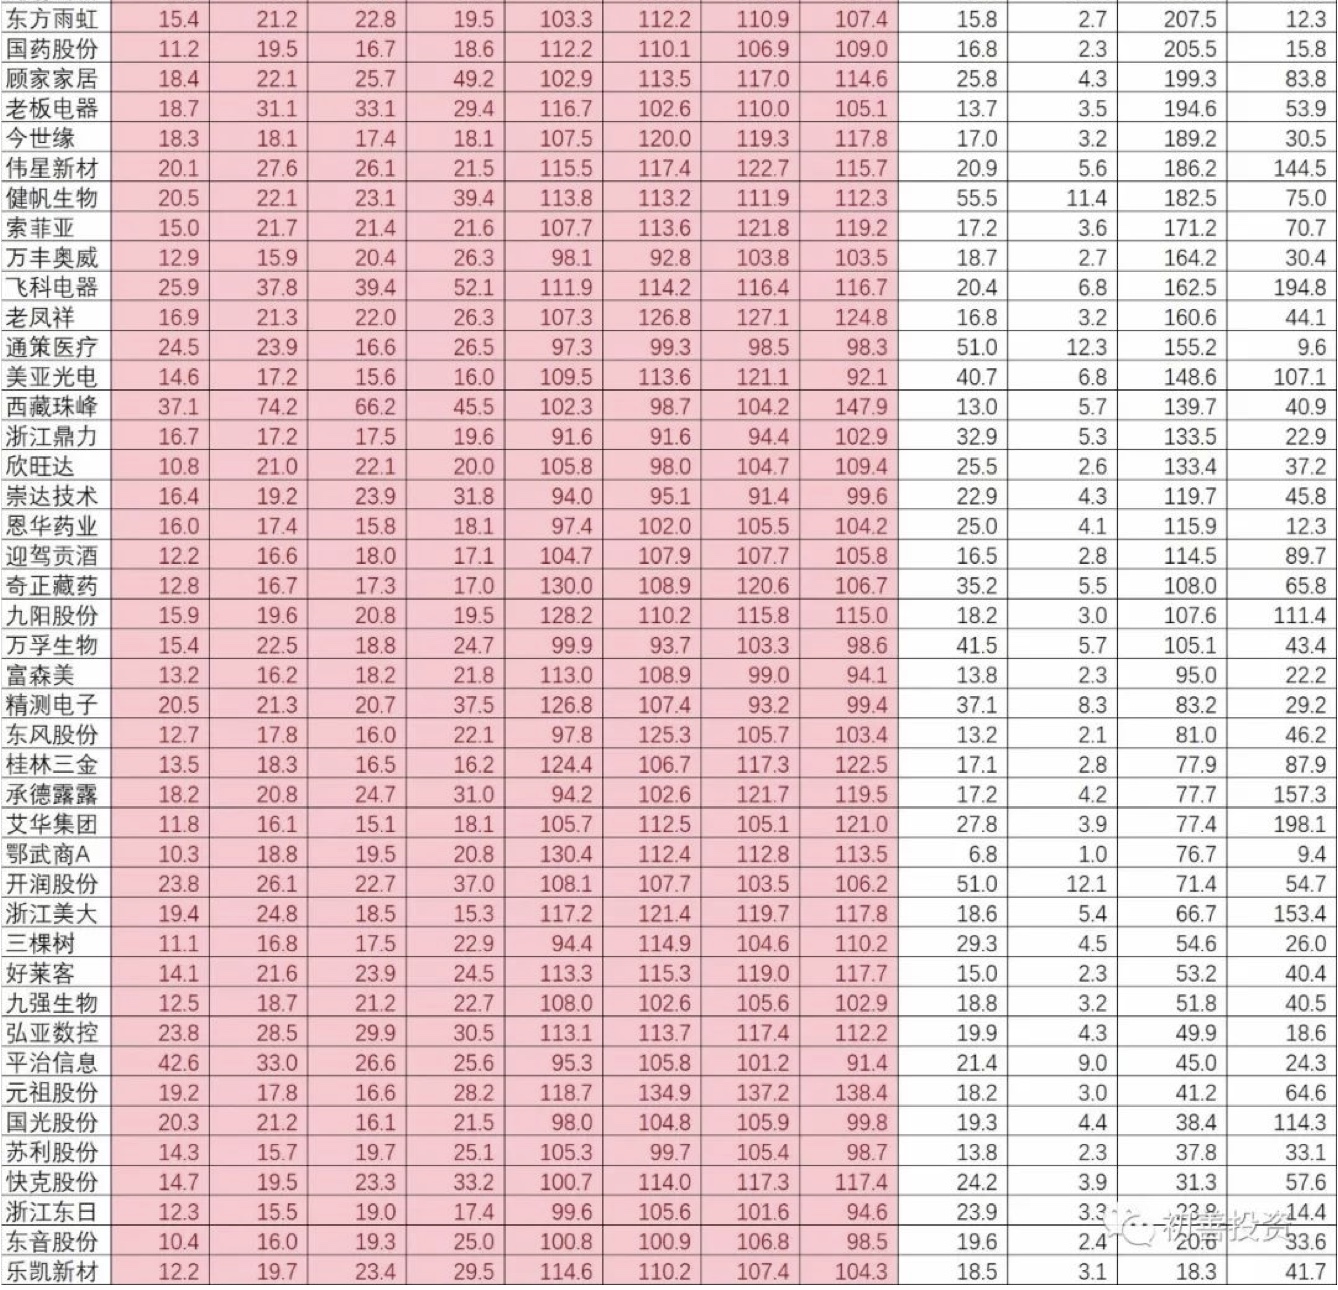 东方雨虹 15.4 21.2 22.8 19.5 103.3 112.2 110.9 107.4 15.8 2.7 207.5 12.3
国药股份 11.2 19.5 16.7 18.6 112.2 110.1 106.9 109.0 16.8 2.3 205.5 15.8
顾家家居 18.4 22.1 25.7 49.2 102.9 113.5 117.0 114.6 25.8 4.3 199.3 83.8
老板电器 18.7 31.1 33.1 29.4 116.7 102.6 110.0 105.1 13.7 3.5 194.6 53.9
今世缘 18.3 18.1 17.4 18.1 107.5 120.0 119.3 117.8 17.0 3.2 189.2 30.5
伟星新材 20.1 27.6 26.1 21.5 115.5 117.4 122.7 115.7 20.9 5.6 186.2 144.5
健帆生物 20.5 22.1 23.1 39.4 113.8 113.2 111.9 112.3 55.5 11.4 182.5 75.0
索菲亚 15.0 21.7 21.4 21.6 107.7 113.6 121.8 119.2 17.2 3.6 171.2 70.7
万丰奥威 12.9 15.9 20.4 26.3 98.1 92.8 103.8 103.5 18.7 2.7 164.2 30.4
飞科电器 25.9 37.8 39.4 52.1 111.9 114.2 116.4 116.7 20.4 6.8 162.5 194.8
老凤祥 16.9 21.3 22.0 26.3 107.3 126.8 127.1 124.8 16.8 3.2 160.6 44.1
通策医疗 24.5 23.9 16.6 26.5 97.3 99.3 98.5 98.3 51.0 12.3 155.2 9.6
美亚光电 14.6 17.2 15.6 16.0 109.5 113.6 121.1 92.1 40.7 6.8 148.6 107.1
西藏珠峰 37.1 74.2 66.2 45.5 102.3 98.7 104.2 147.9 13.0 5.7 139.7 40.9
浙江鼎力 16.7 17.2 17.5 19.6 91.6 91.6 94.4 102.9 32.9 5.3 133.5 22.9
欣旺达 10.8 21.0 22.1 20.0 105.8 98.0 104.7 109.4 25.5 2.6 133.4 37.2
崇达技术 16.4 19.2 23.9 31.8 94.0 95.1 91.4 99.6 22.9 4.3 119.7 45.8
恩华药业 16.0 17.4 15.8 18.1 97.4 102.0 105.5 104.2 25.0 4.1 115.9 12.3
迎驾贡酒 12.2 16.6 18.0 17.1 104.7 107.9 107.7 105.8 16.5 2.8 114.5 89.7
奇正藏药 12.8 16.7 17.3 17.0 130.0 108.9 120.6 106.7 35.2 5.5 108.0 65.8
九阳股份 15.9 19.6 20.8 19.5 128.2 110.2 115.8 115.0 18.2 3.0 107.6 111.4
万孚生物 15.4 22.5 18.8 24.7 99.9 93.7 103.3 98.6 41.5 5.7 105.1 43.4
富森美 13.2 16.2 18.2 21.8 113.0 108.9 99.0 94.1 13.8 2.3 95.0 22.2
精测电子 20.5 21.3 20.7 37.5 126.8 107.4 93.2 99.4 37.1 8.3 83.2 29.2
东风股份 12.7 17.8 16.0 22.1 97.8 125.3 105.7 103.4 13.2 2.1 81.0 46.2
桂林三金 13.5 18.3 16.5 16.2 124.4 106.7 117.3 122.5 17.1 2.8 77.9 87.9
承德露露 18.2 20.8 24.7 31.0 94.2 102.6 121.7 119.5 17.2 4.2 77.7 157.3
艾华集团 11.8 16.1 15.1 18.1 105.7 112.5 105.1 121.0 27.8 3.9 77.4 198.1
鄂武商A 10.3 18.8 19.5 20.8 130.4 112.4 112.8 113.5 6.8 1.0 76.7 9.4
开润股份 23.8 26.1 22.7 37.0 108.1 107.7 103.5 106.2 51.0 12.1 71.4 54.7
浙江美大 19.4 24.8 18.5 15.3 117.2 121.4 119.7 117.8 18.6 5.4 66.7 153.4
三棵树 11.1 16.8 17.5 22.9 94.4 114.9 104.6 110.2 29.3 4.5 54.6 26.0
好莱客 14.1 21.6 23.9 24.5 113.3 115.3 119.0 117.7 15.0 2.3 53.2 40.4
九强生物 12.5 18.7 21.2 22.7 108.0 102.6 105.6 102.9 18.8 3.2 51.8 40.5
弘亚数控 23.8 28.5 29.9 30.5 113.1 113.7 117.4 112.2 19.9 4.3 49.9 18.6
平治信息 42.6 33.0 26.6 25.6 95.3 105.8 101.2 91.4 21.4 9.0 45.0 24.3
元祖股份 19.2 17.8 16.6 28.2 118.7 134.9 137.2 138.4 18.2 3.0 41.2 64.6
国光股份 20.3 21.2 16.1 21.5 98.0 104.8 105.9 99.8 19.3 4.4 38.4 114.3
苏利股份 14.3 15.7 19.7 25.1 105.3 99.7 105.4 98.7 13.8 2.3 37.8 33.1
快克股份 14.7 19.5 23.3 33.2 100.7 114.0 117.3 117.4 24.2 3.9 31.3 57.6
浙江东日 12.3 15.5 19.0 17.4 99.6 105.6 101.6 94.6 23.9 3.3 23.8 14.4
初善投资
东音股份 10.4 16.0 19.3 25.0 100.8 100.9 106.8 98.5 19.6 2.4 20.6 33.6
乐凯新材 12.2 19.7 23.4 29.5 114.6 110.2 107.4 104.3 18.5 3.1 18.3 41.7